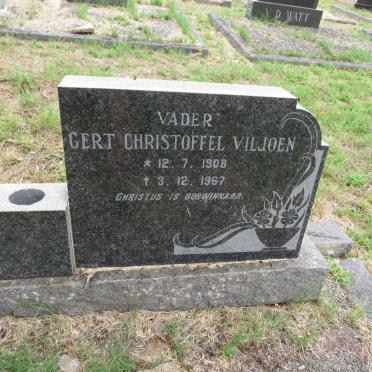 V D WATT
VADER
GERT CHRISTOFFEL VILJOEN
* 12. 7. 1908
† 3. 12. 1967
CHRISTUS IS OORWINNAAR.